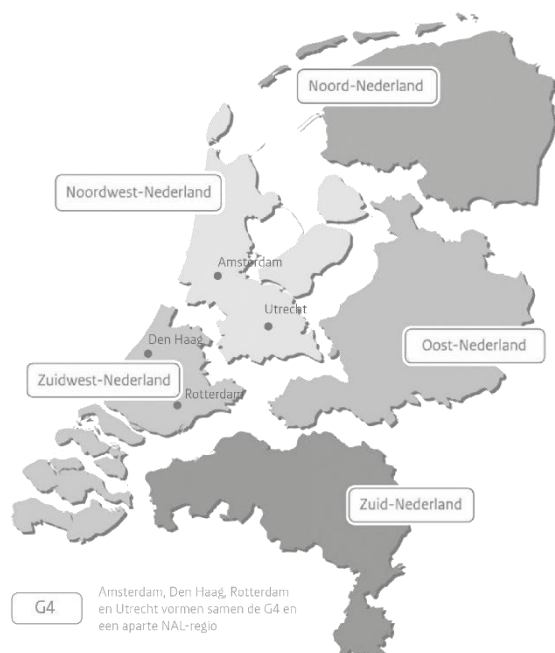 Noord-Nederland
Noordwest-Nederland
Amsterdam
Utrecht
Den Haag
Oost-Nederland
Zuidwest-Nederland
Rotterdam
Zuid-Nederland
G4
Amsterdam, Den Haag, Rotterdam
en Utrecht vormen samen de G4 en
een aparte NAL-regio